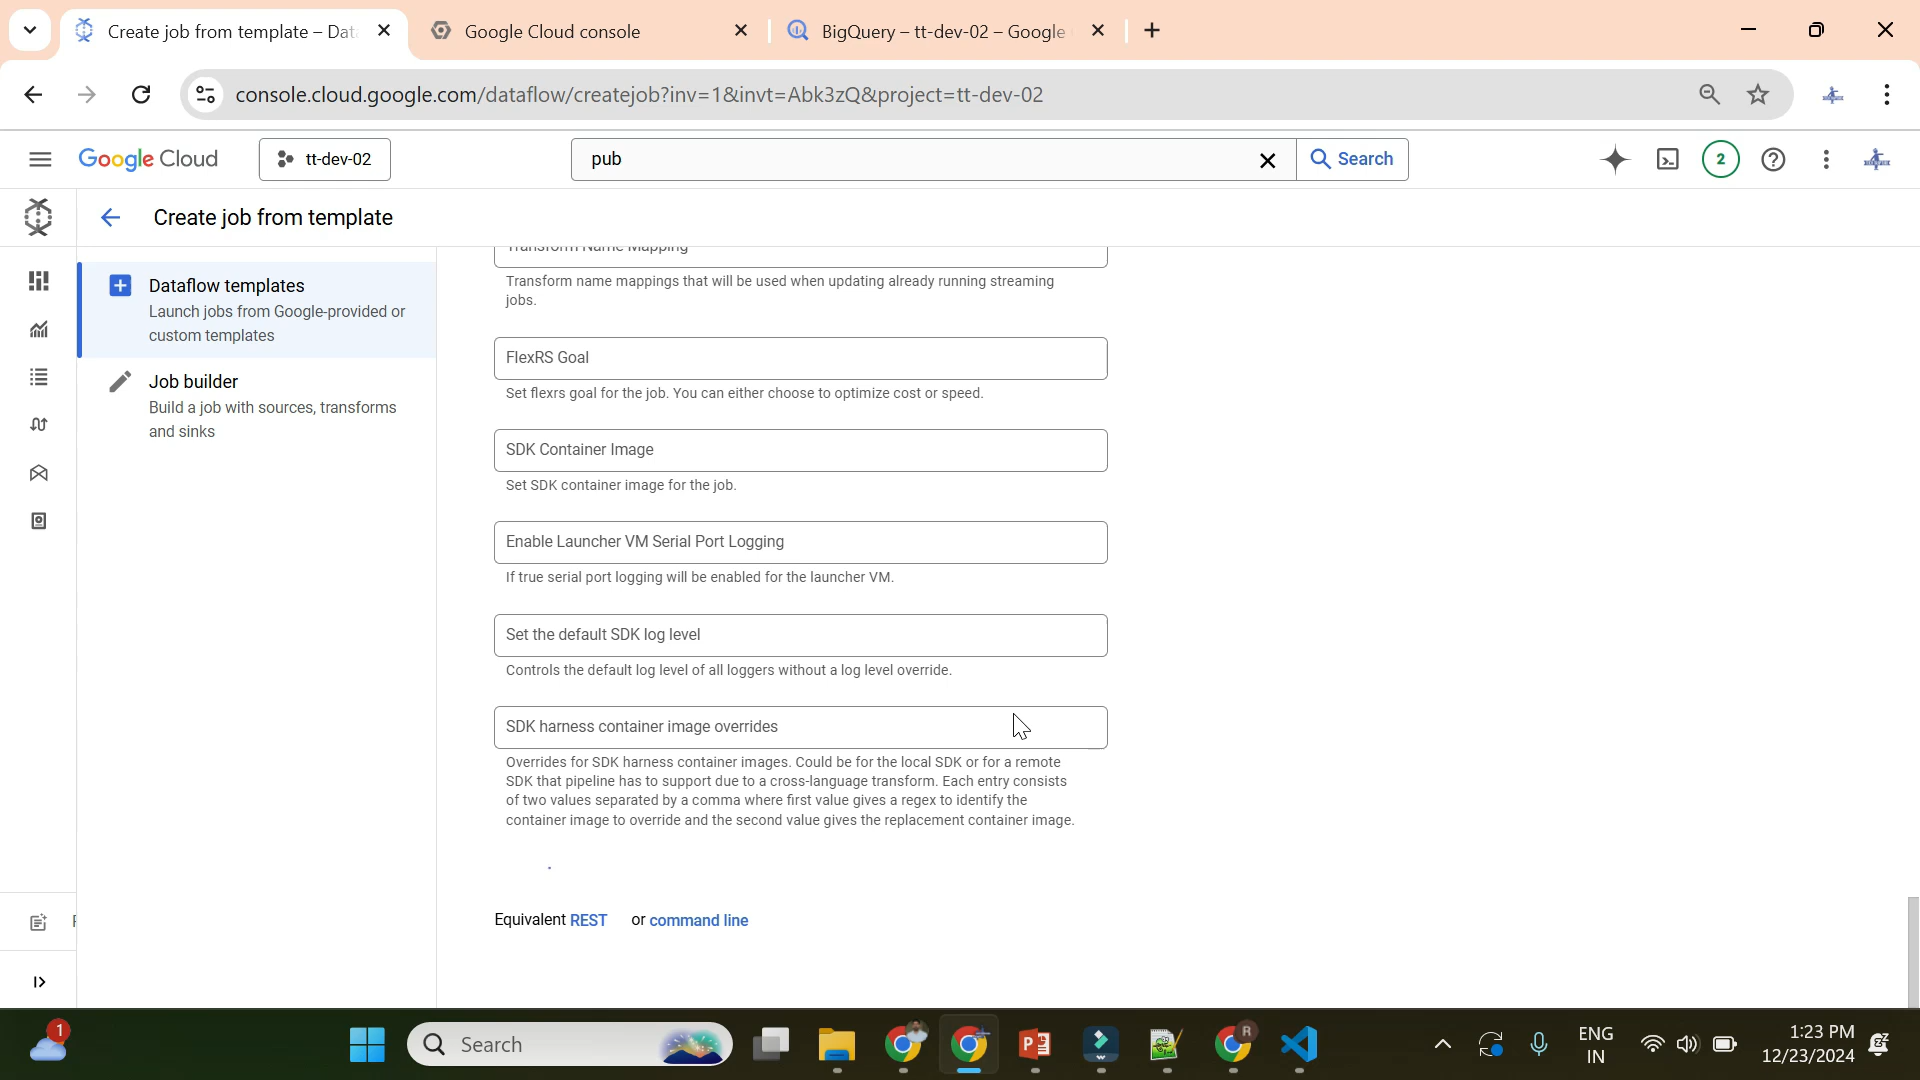 Create job from template – Dat
Google Cloud console
BigQuery – tt-dev-02 – Google
console.cloud.google.com/dataflow/createjob?inv=1&invt=Abk3zQ&project=tt-dev-02
Google Cloud
tt-dev-02
pub
Search
2
Create job from template
Dataflow templates
Launch jobs from Google-provided or
custom templates
Job builder
Build a job with sources, transforms
and sinks
Transform Name Mapping
Transform name mappings that will be used when updating already running streaming
jobs.
FlexRS Goal
Set flexrs goal for the job. You can either choose to optimize cost or speed.
SDK Container Image
Set SDK container image for the job.
Enable Launcher VM Serial Port Logging
If true serial port logging will be enabled for the launcher VM.
Set the default SDK log level
Controls the default log level of all loggers without a log level override.
SDK harness container image overrides
Overrides for SDK harness container images. Could be for the local SDK or for a remote
SDK that pipeline has to support due to a cross-language transform. Each entry consists
of two values separated by a comma where first value gives a regex to identify the
container image to override and the second value gives the replacement container image.
Equivalent REST or command line
1
Search
R
ENG
IN
1:23 PM
12/23/2024